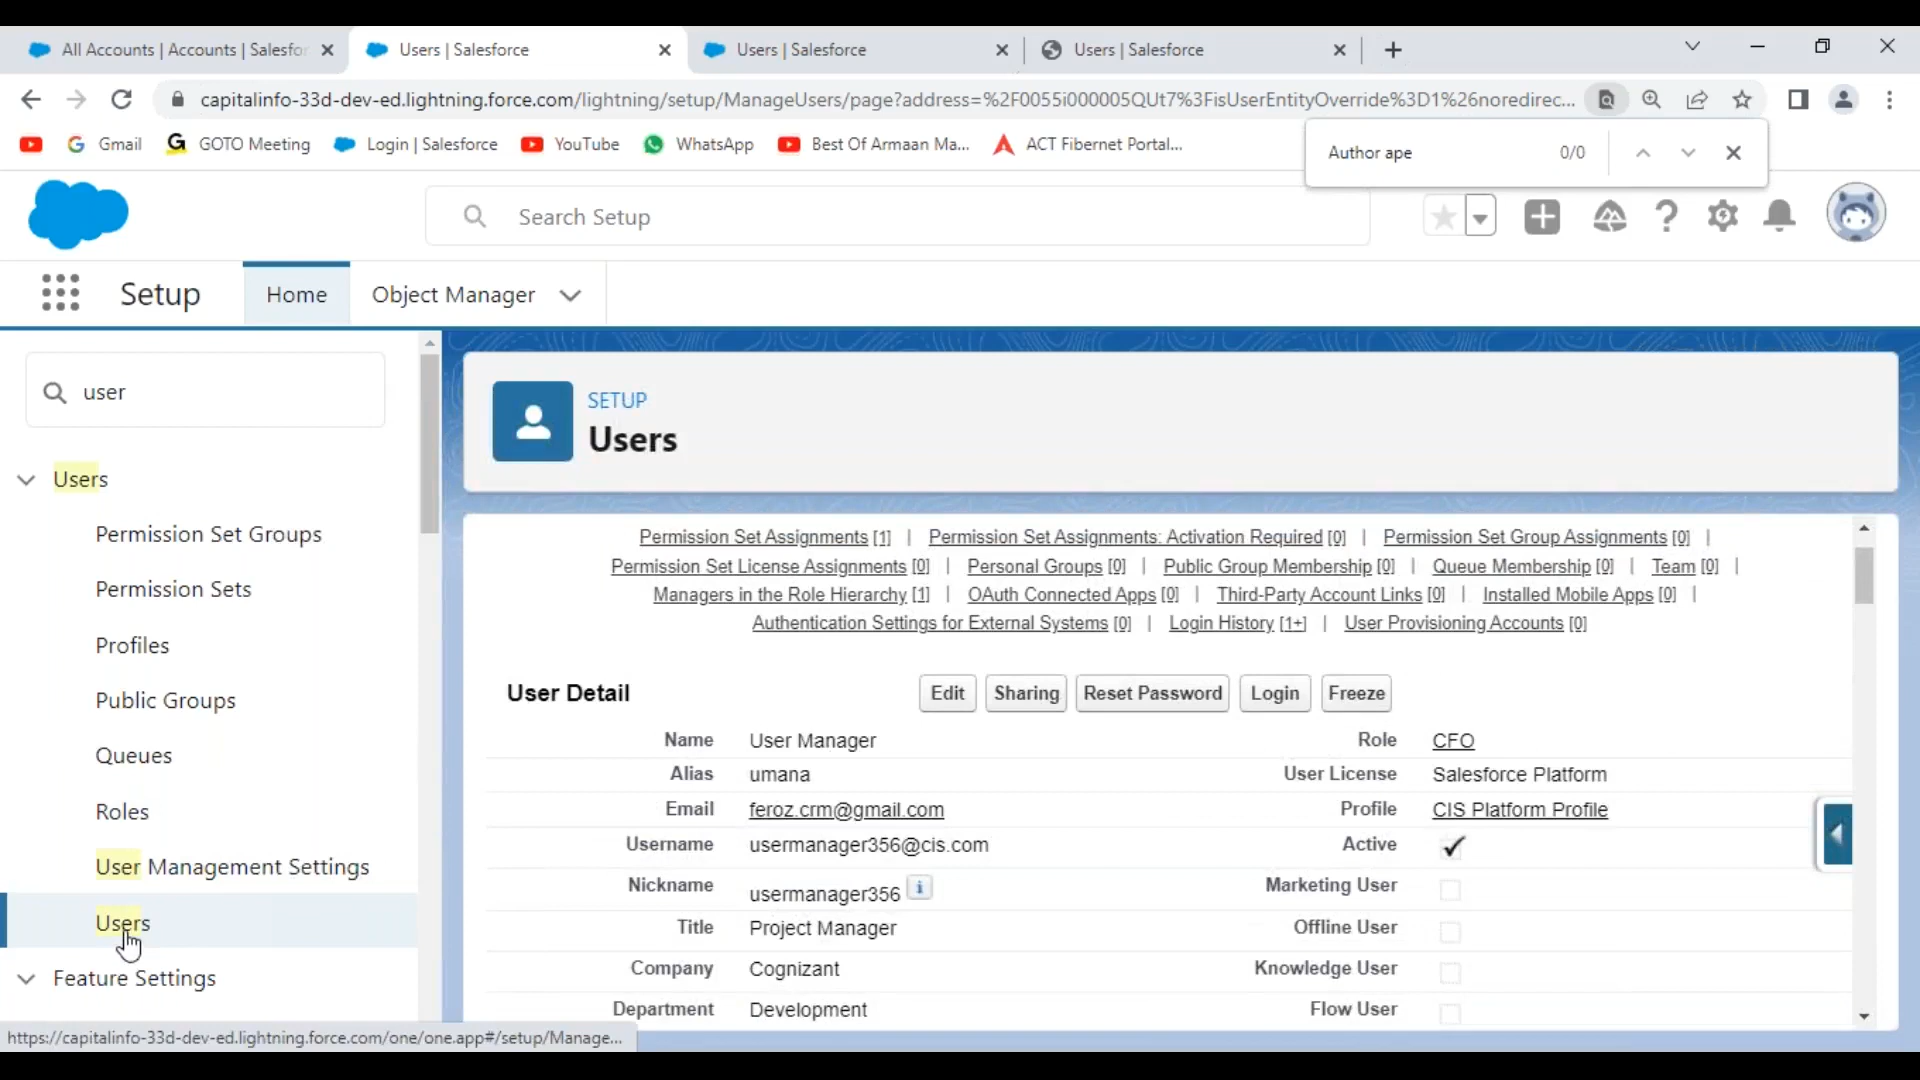 All Accounts | Accounts | Salesfor
Users | Salesforce
Users | Salesforce
Users | Salesforce
capitalinfo-33d-dev-ed.lightning.force.com/lightning/setup/ManageUsers/page?address=%2F0055i000005QUt7%3FisUserEntityOverride%3D1%26noredirec...
Gmail
GOTO Meeting
Login | Salesforce
YouTube
WhatsApp
Best Of Armaan Ma...
ACT Fibernet Portal...
Author ape 0/0
Search Setup
Setup
Home
Object Manager
user
Users
Permission Set Groups
Permission Sets
Profiles
Public Groups
Queues
Roles
User Management Settings
Users
Feature Settings
SETUP
Users
Permission Set Assignments [1] | Permission Set Assignments: Activation Required [0] | Permission Set Group Assignments [0] |
Permission Set License Assignments [0] | Personal Groups [0] | Public Group Membership [0] | Queue Membership [0] | Team [0] |
Managers in the Role Hierarchy [1] | OAuth Connected Apps [0] | Third-Party Account Links [0] | Installed Mobile Apps [0] |
Authentication Settings for External Systems [0] | Login History [1+] | User Provisioning Accounts [0]
User Detail Edit Sharing Reset Password Login Freeze
Name User Manager Role CFO
Alias umana User License Salesforce Platform
Email feroz.crm@gmail.com Profile CIS Platform Profile
Username usermanager356@cis.com Active
Nickname usermanager356 i Marketing User
Title Project Manager Offline User
Company Cognizant Knowledge User
Department Development Flow User
https://capitalinfo-33d-dev-ed.lightning.force.com/one/one.app#/setup/Manage...